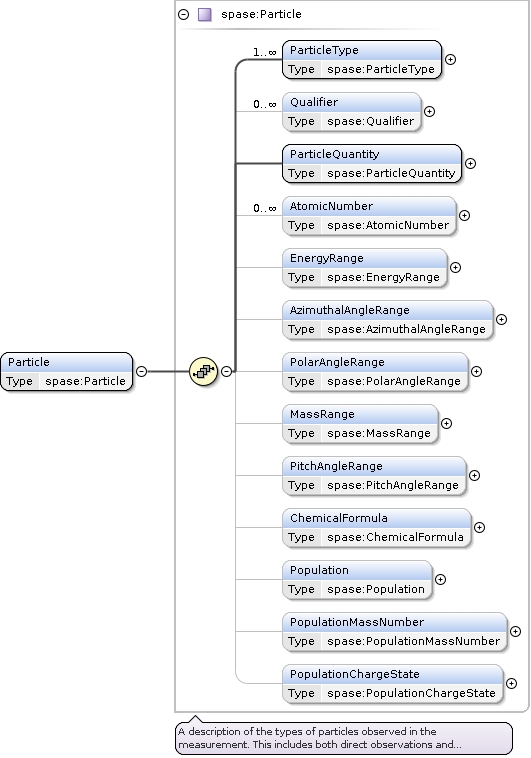 spase:Particle
1..∞
ParticleType
Type spase:ParticleType
0..∞
Qualifier
Type spase:Qualifier
ParticleQuantity
Type spase:ParticleQuantity
0..∞
AtomicNumber
Type spase:AtomicNumber
EnergyRange
Type spase:EnergyRange
AzimuthalAngleRange
Type spase:AzimuthalAngleRange
Particle
Type spase:Particle
PolarAngleRange
Type spase:PolarAngleRange
MassRange
Type spase:MassRange
PitchAngleRange
Type spase:PitchAngleRange
ChemicalFormula
Type spase:ChemicalFormula
Population
Type spase:Population
PopulationMassNumber
Type spase:PopulationMassNumber
PopulationChargeState
Type spase:PopulationChargeState
A description of the types of particles observed in the
measurement. This includes both direct observations and...